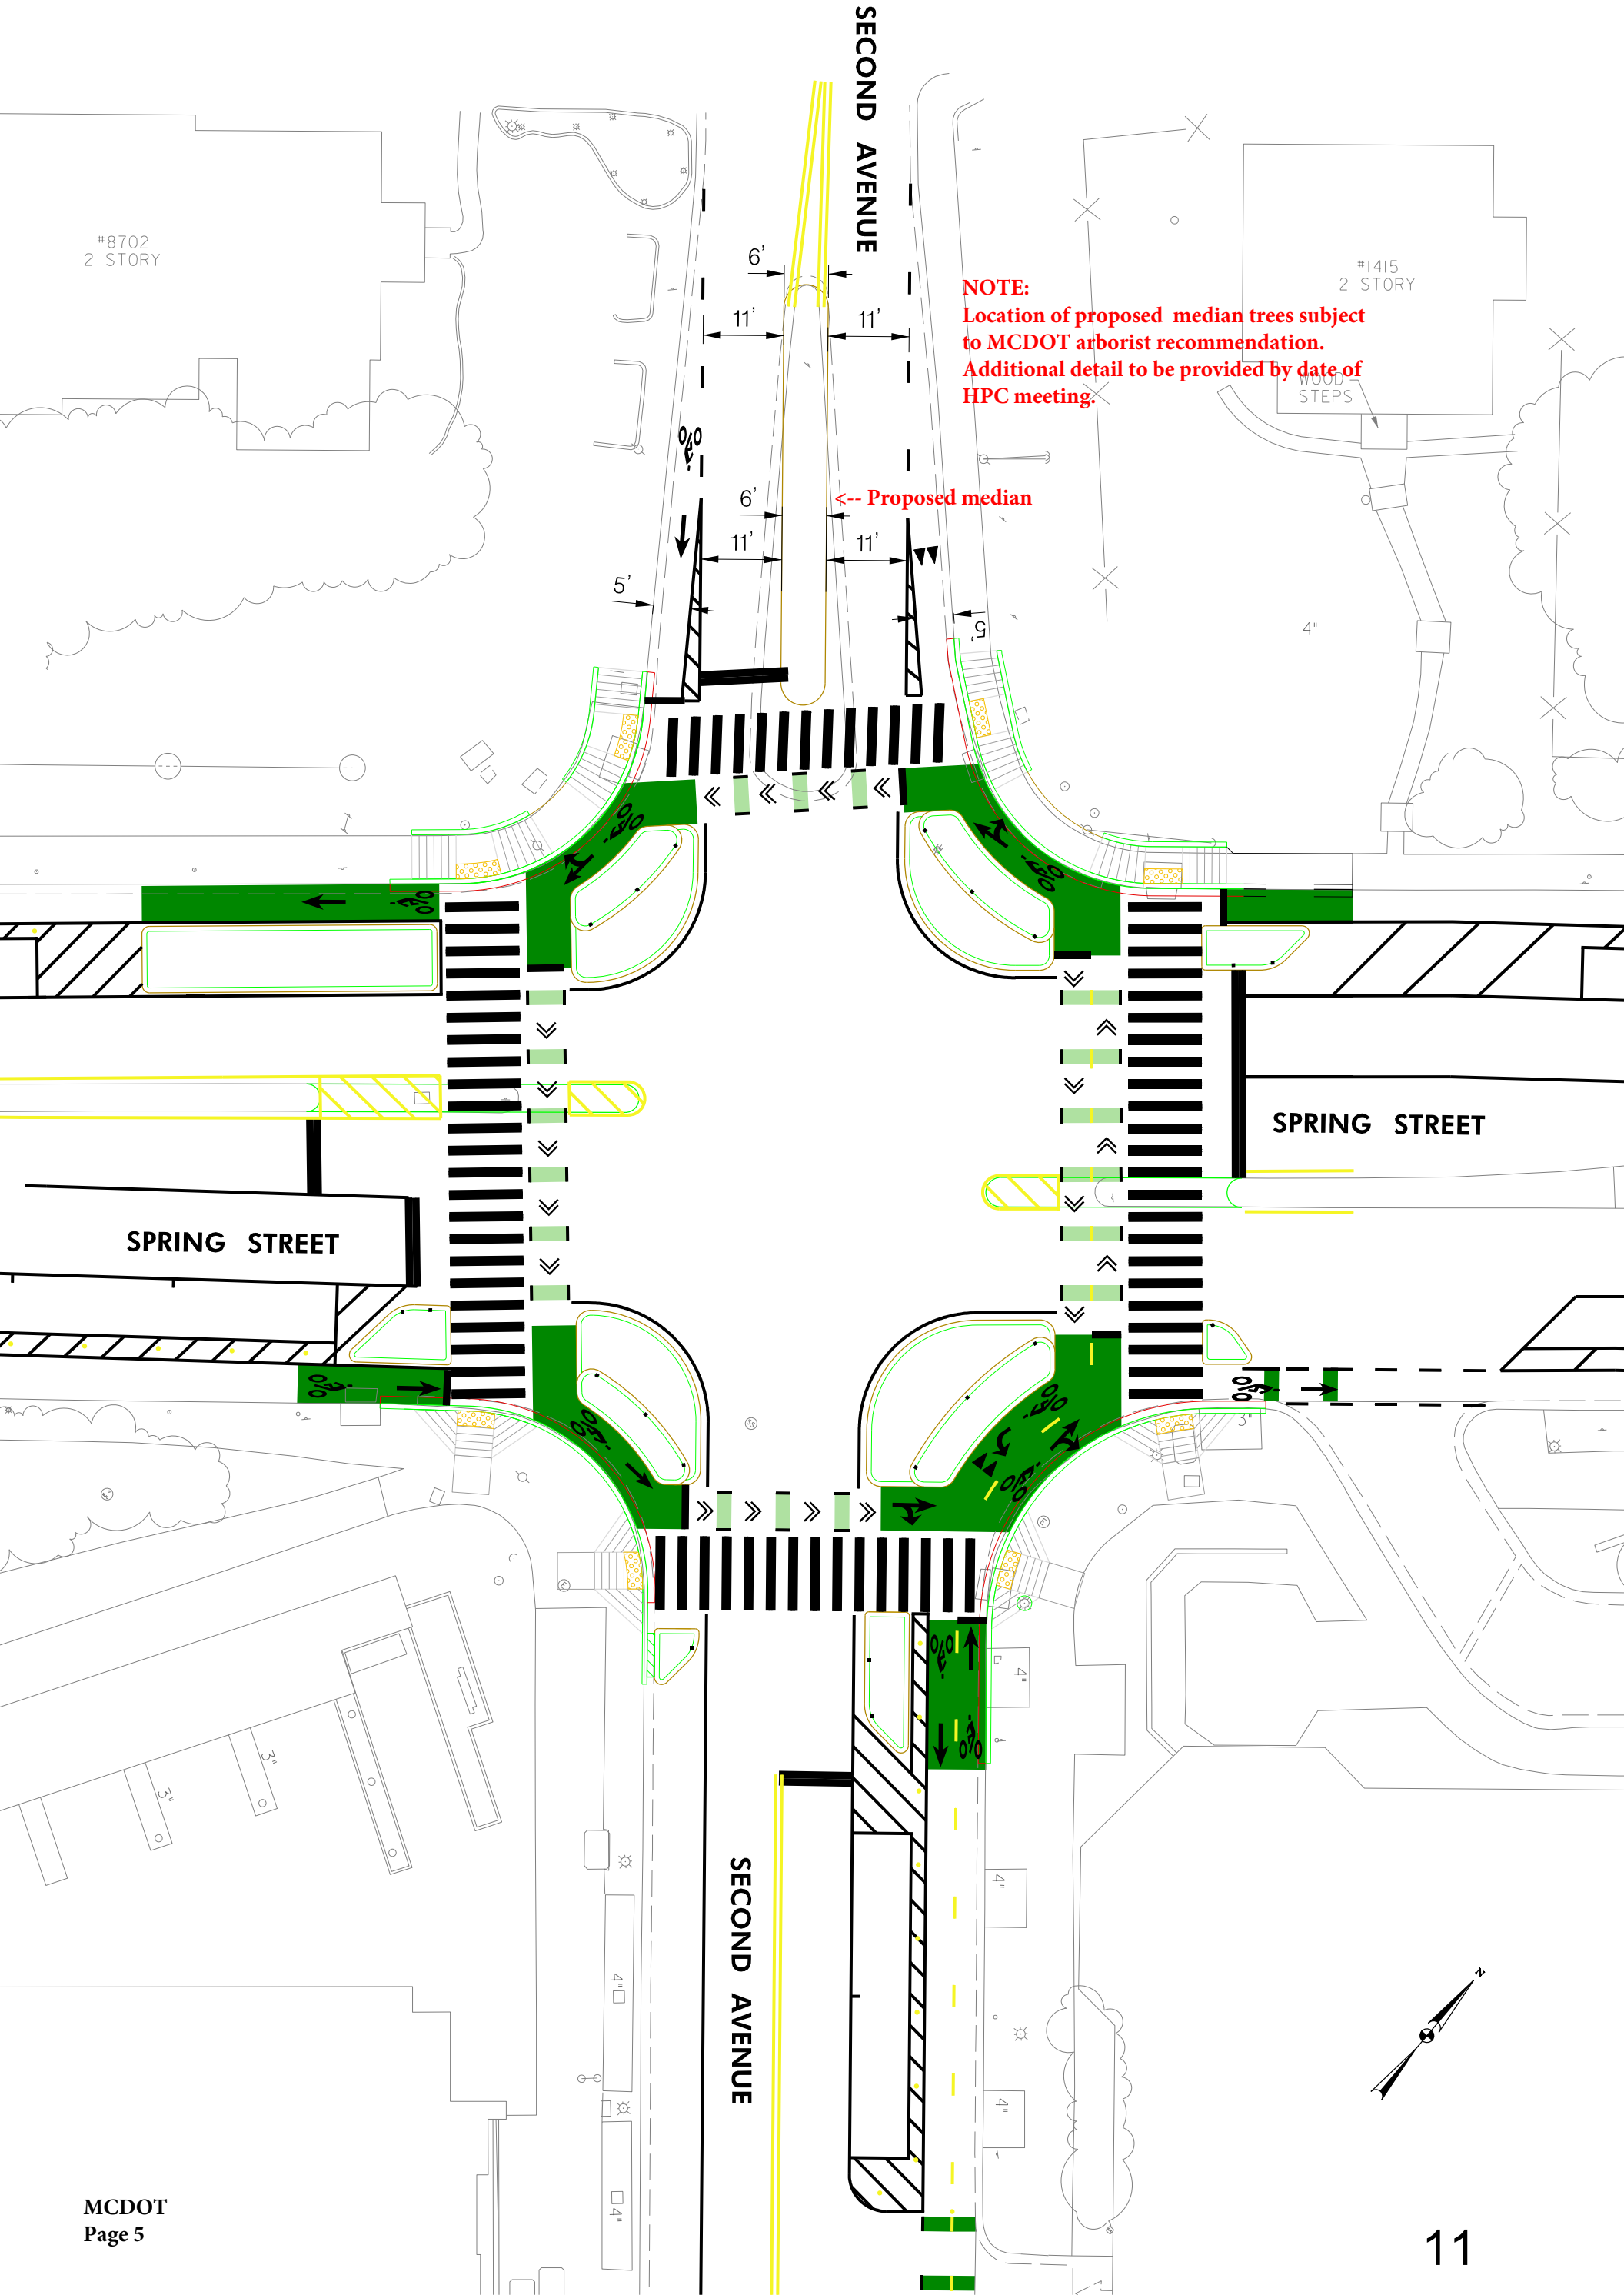 SECOND AVENUE
#8702
2 STORY
#1415
2 STORY
6'
NOTE:
Location of proposed median trees subject
to MCDOT arborist recommendation.
Additional detail to be provided by date of
HPC meeting.
11'
11'
WOOD
STEPS
6'
<-- Proposed median
11'
11'
5'
5'
4"
SPRING STREET
SPRING STREET
3"
4"
3"
3"
SECOND AVENUE
4"
4"
4"
4"
N
MCDOT
Page 5
11